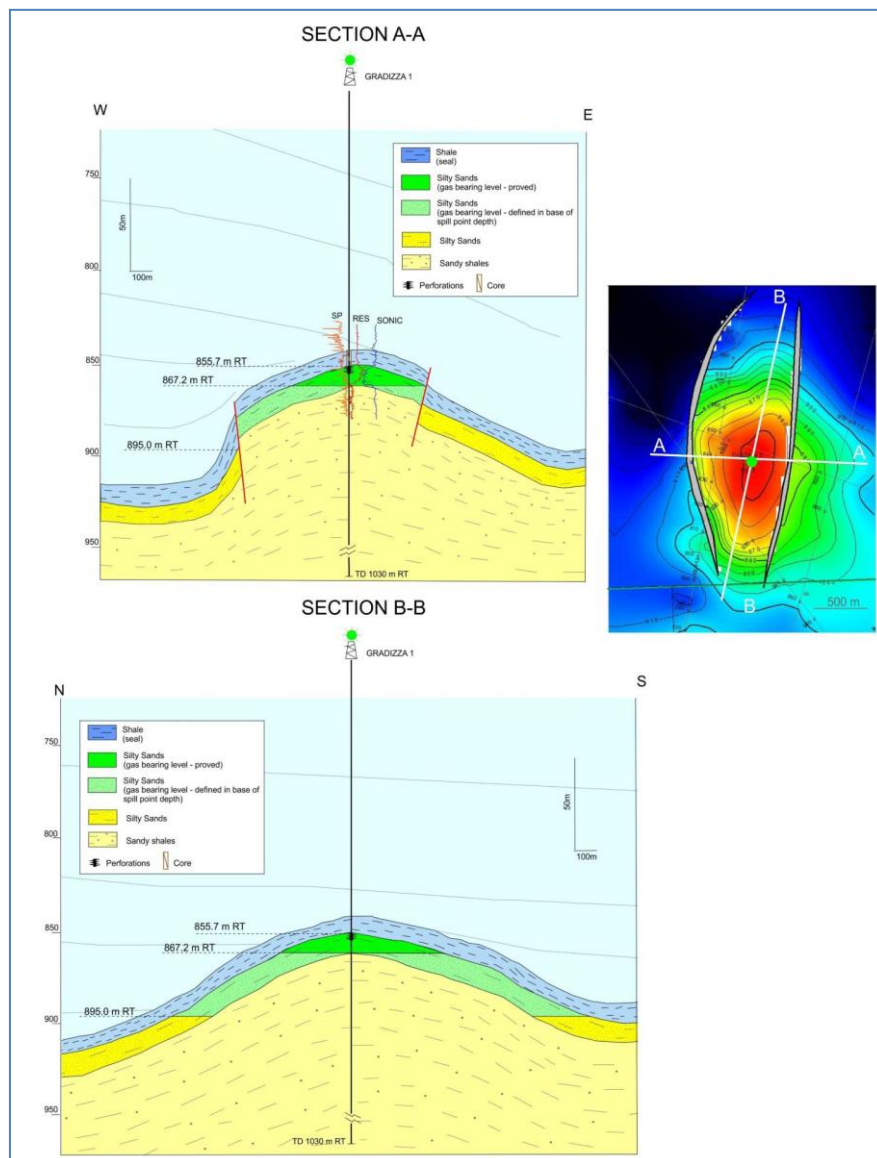 SECTION A-A
GRADIZZA 1
W
E
Shale
(seal)
Silty Sands
(gas bearing level - proved)
Silty Sands
(gas bearing level - defined in base of
spill point depth)
Silty Sands
Sandy shales
Perforations
Core
750
50m
100m
800
SP
RES
SONIC
850
855.7 m RT
867.2 m RT
900
895.0 m RT
950
TD 1030 m RT
B
A
A
B
500 m
SECTION B-B
GRADIZZA 1
N
S
Shale
(seal)
Silty Sands
(gas bearing level - proved)
Silty Sands
(gas bearing level - defined in base of
spill point depth)
Silty Sands
Sandy shales
Perforations
Core
750
50m
100m
800
850
855.7 m RT
867.2 m RT
895.0 m RT
900
950
TD 1030 m RT